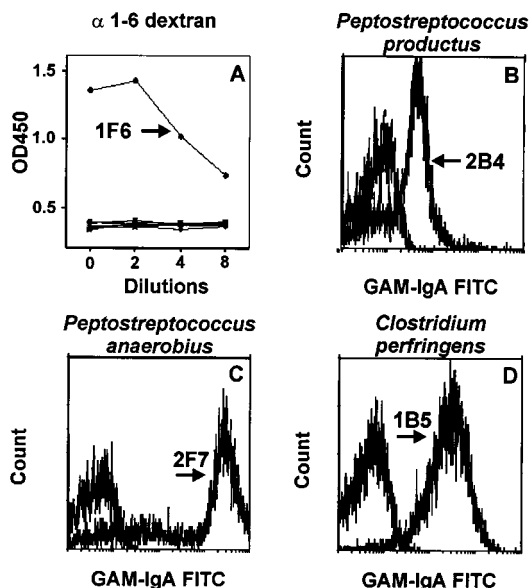 α 1-6 dextran
A
1.5
1.0
0.5
OD450
1F6
0
2
4
8
Dilutions
Peptostreptococcus
productus
B
Count
2B4
GAM-IgA FITC
Peptostreptococcus
anaerobius
C
Count
2F7
GAM-IgA FITC
Clostridium
perfringens
D
Count
1B5
GAM-IgA FITC